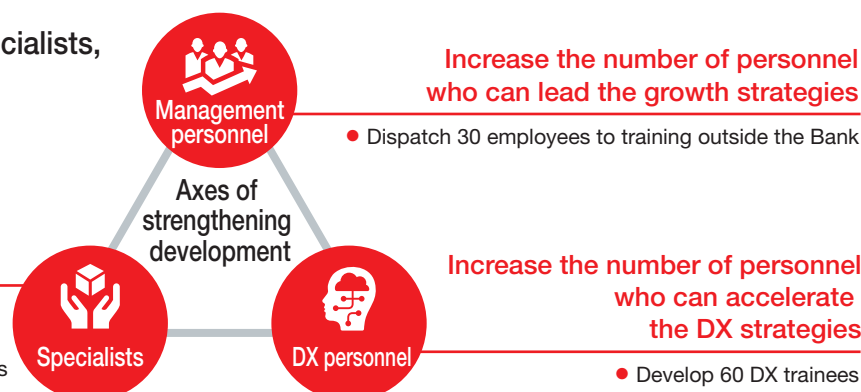 cialists,
Management
personnel
Increase the number of personnel
who can lead the growth strategies
● Dispatch 30 employees to training outside the Bank
Axes of
strengthening
development
Specialists
s
DX personnel
Increase the number of personnel
who can accelerate
the DX strategies
● Develop 60 DX trainees